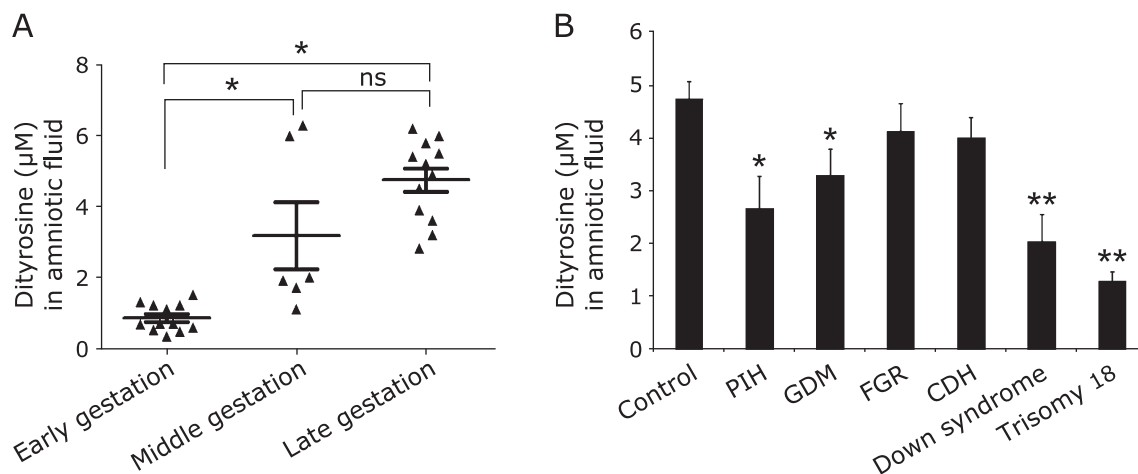 A
Dityrosine (µM)
in amniotic fluid
8
6
4
2
0
*
*
ns
Early gestation
Middle gestation
Late gestation
B
Dityrosine (µM)
in amniotic fluid
6
5
4
3
2
1
0
*
*
**
**
Control
PIH
GDM
FGR
CDH
Down syndrome
Trisomy 18